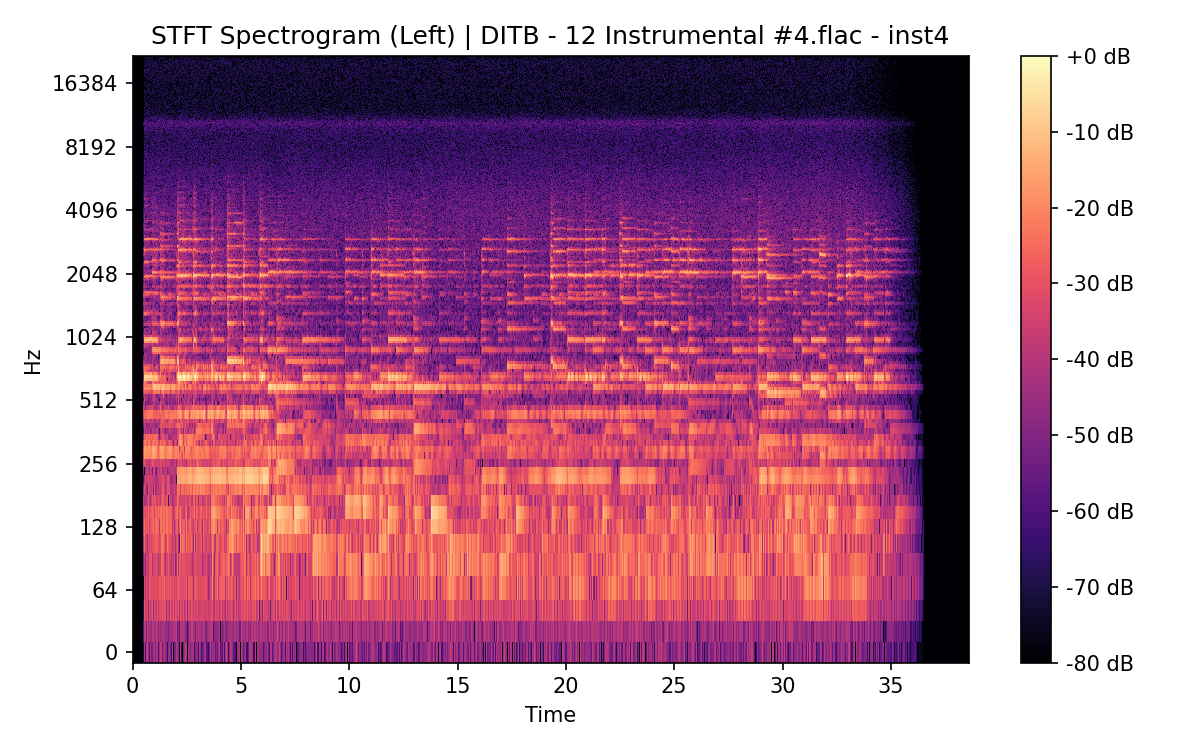 STFT Spectrogram (Left) | DITB - 12 Instrumental #4.flac - inst4
16384
8192
4096
2048
1024
512
256
128
64
0
Hz
0 5 10 15 20 25 30 35
Time
+0 dB
-10 dB
-20 dB
-30 dB
-40 dB
-50 dB
-60 dB
-70 dB
-80 dB